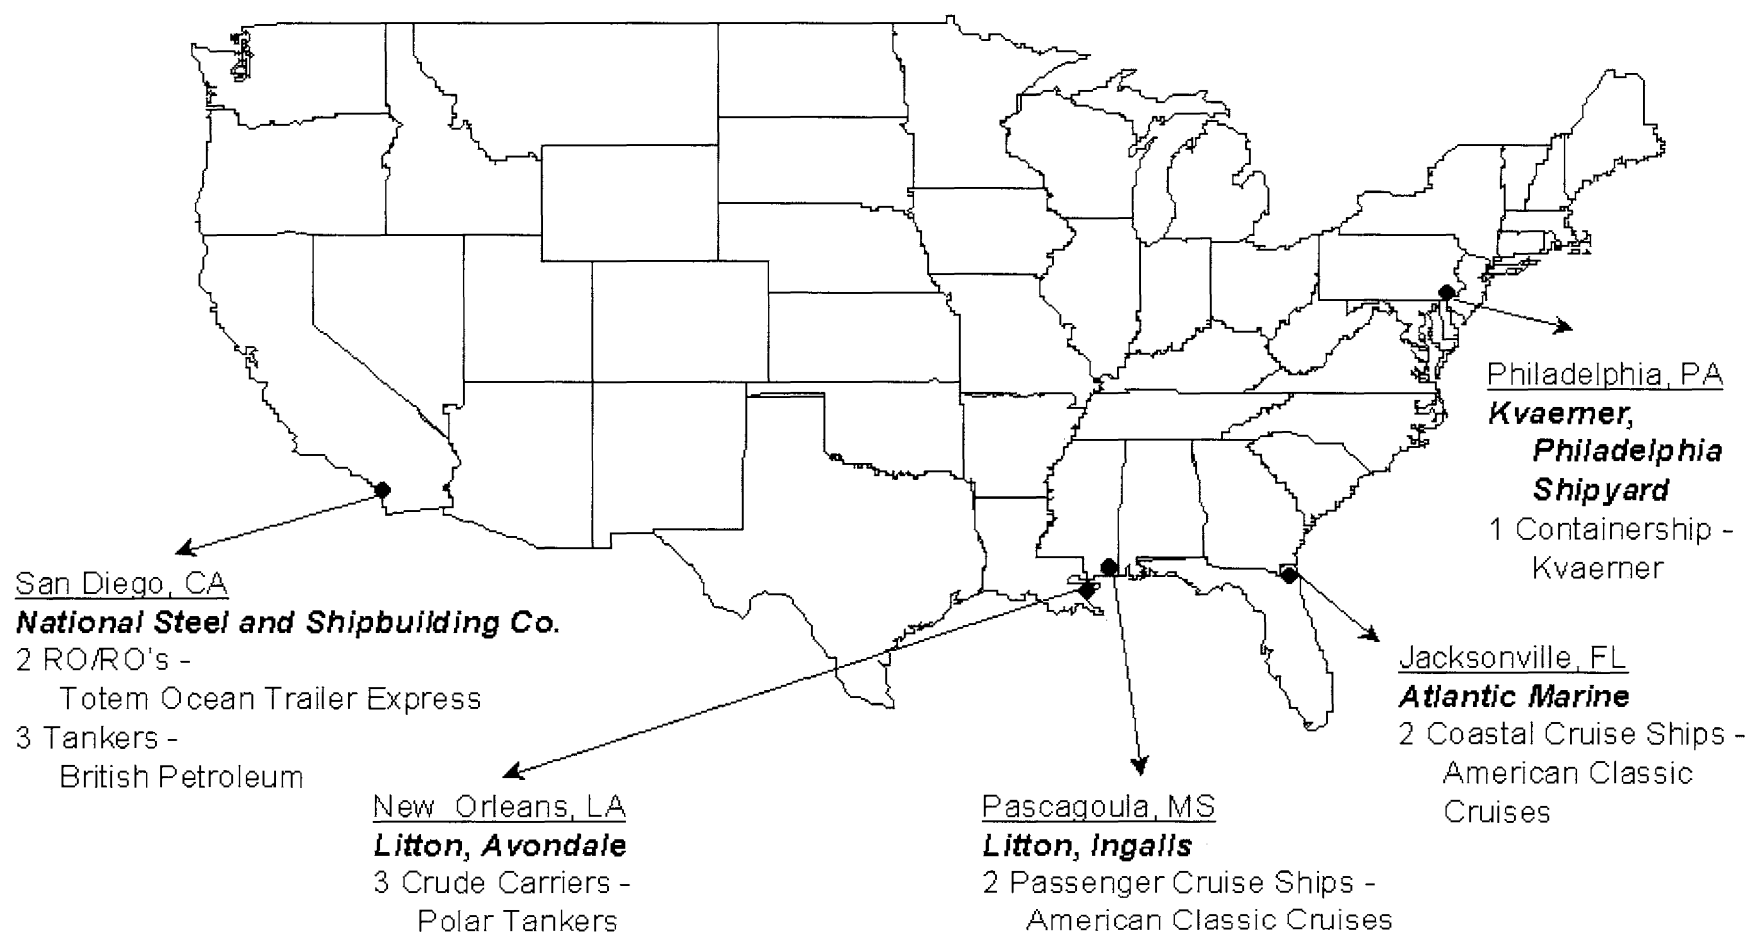 Philadelphia, PA
Kvaerner,
Philadelphia
Shipyard
1 Containership -
Kvaerner
San Diego, CA
National Steel and Shipbuilding Co.
2 RO/RO's -
Totem Ocean Trailer Express
3 Tankers -
British Petroleum
Jacksonville, FL
Atlantic Marine
2 Coastal Cruise Ships -
American Classic
Cruises
New Orleans, LA
Litton, Avondale
3 Crude Carriers -
Polar Tankers
Pascagoula, MS
Litton, Ingalls
2 Passenger Cruise Ships -
American Classic Cruises